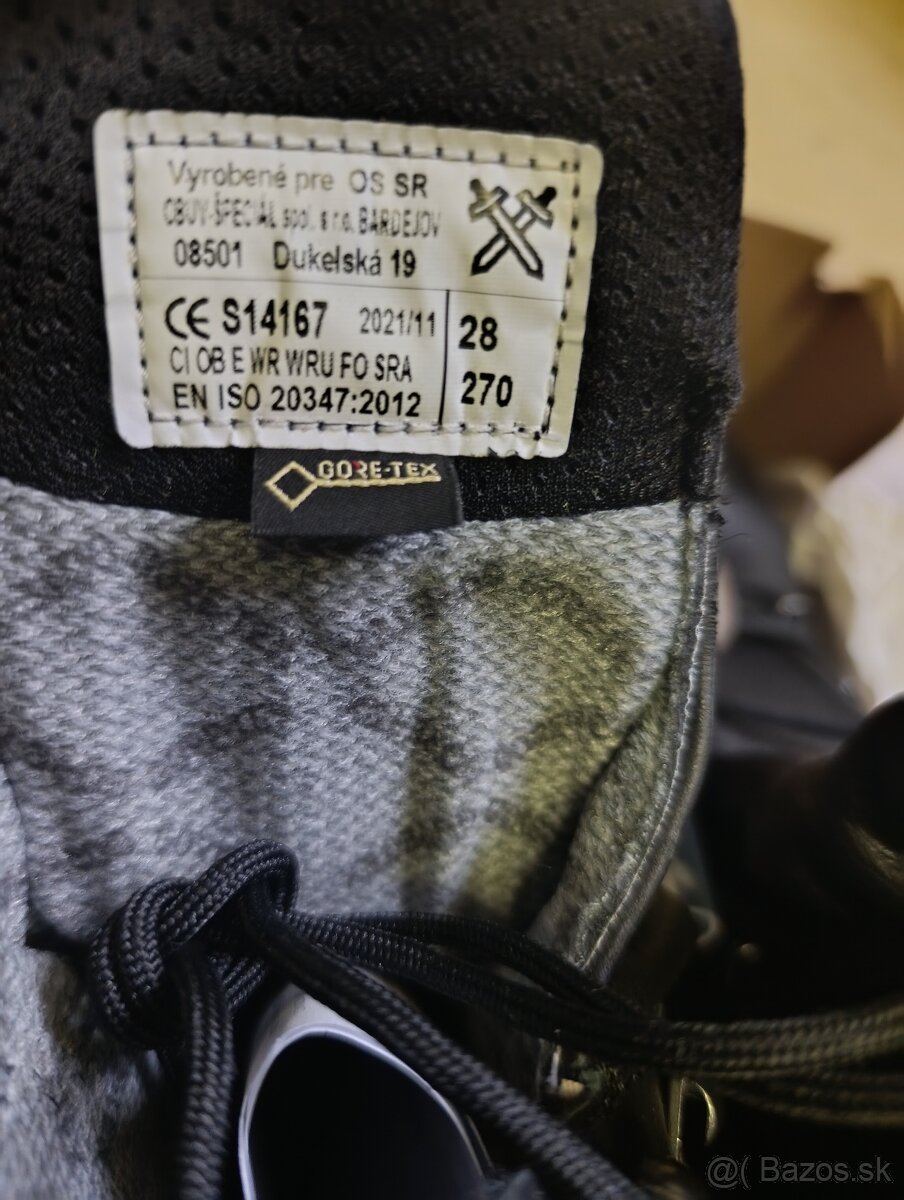 Vyrobené pre OS SR
OBUV-ŠPECIÁL spol. s r.o. BARDEJOV
08501 Dukelská 19
CE S14167 2021/11 28
CI OB E WR WRU FO SRA
EN ISO 20347:2012 270
GORE-TEX
@( Bazos.sk